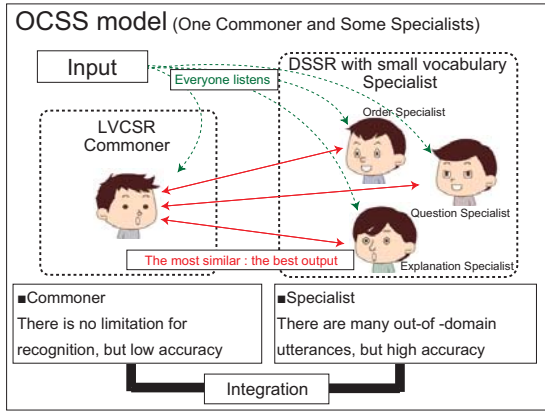 OCSS model (One Commoner and Some Specialists)
Input
Everyone listens
DSSR with small vocabulary
Specialist
Order Specialist
LVCSR
Commoner
Question Specialist
The most similar : the best output
Explanation Specialist
■Commoner
There is no limitation for
recognition, but low accuracy
■Specialist
There are many out-of -domain
utterances, but high accuracy
Integration